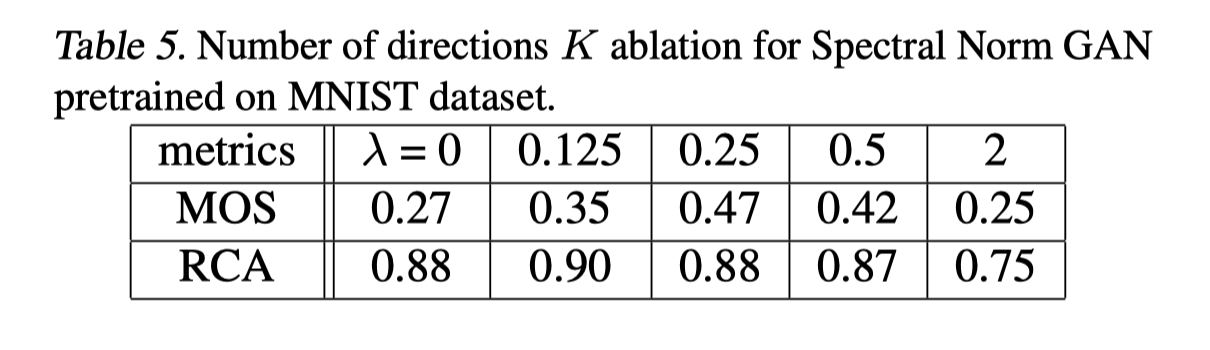 Table 5. Number of directions K ablation for Spectral Norm GAN
pretrained on MNIST dataset.
metrics λ = 0 0.125 0.25 0.5 2
MOS 0.27 0.35 0.47 0.42 0.25
RCA 0.88 0.90 0.88 0.87 0.75